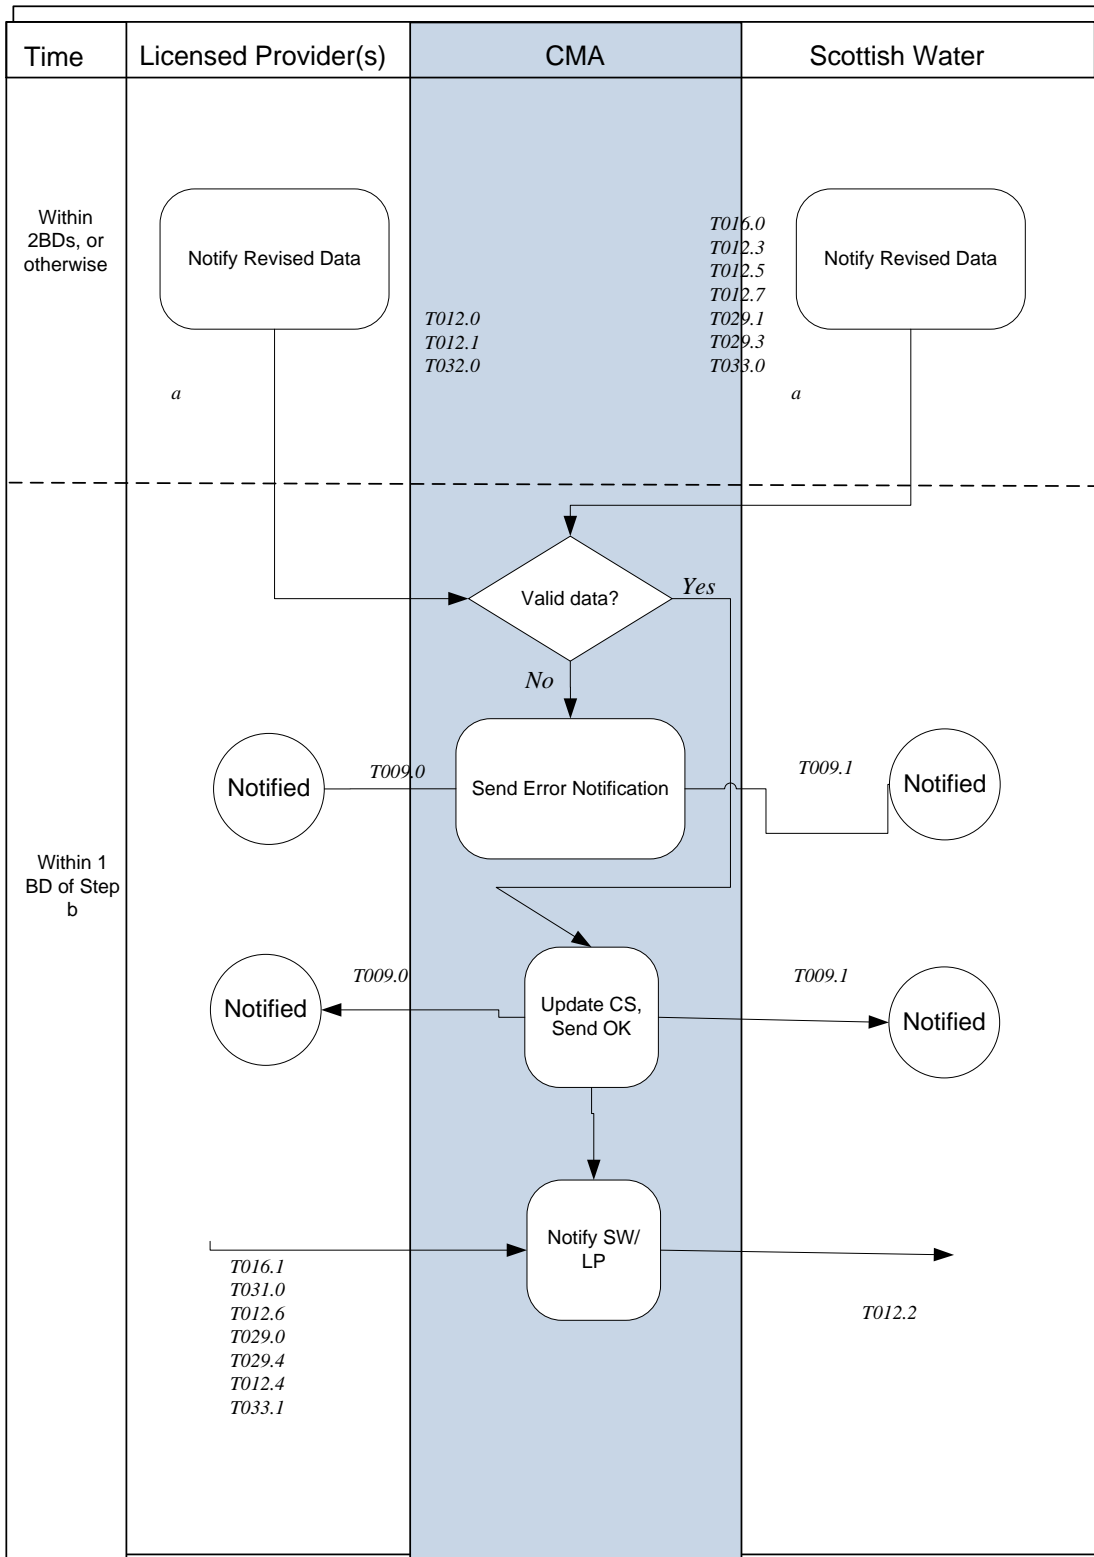 Time
Licensed Provider(s)
CMA
Scottish Water
Within
2BDs, or
otherwise
Notify Revised Data
T012.0
T012.1
T032.0
T016.0
T012.3
T012.5
T012.7
T029.1
T029.3
T033.0
Notify Revised Data
a
a
Valid data?
Yes
No
Within 1
BD of Step
b
Notified
T009.0
Send Error Notification
T009.1
Notified
Notified
T009.0
Update CS,
Send OK
T009.1
Notified
Notify SW/
LP
T016.1
T031.0
T012.6
T029.0
T029.4
T012.4
T033.1
T012.2